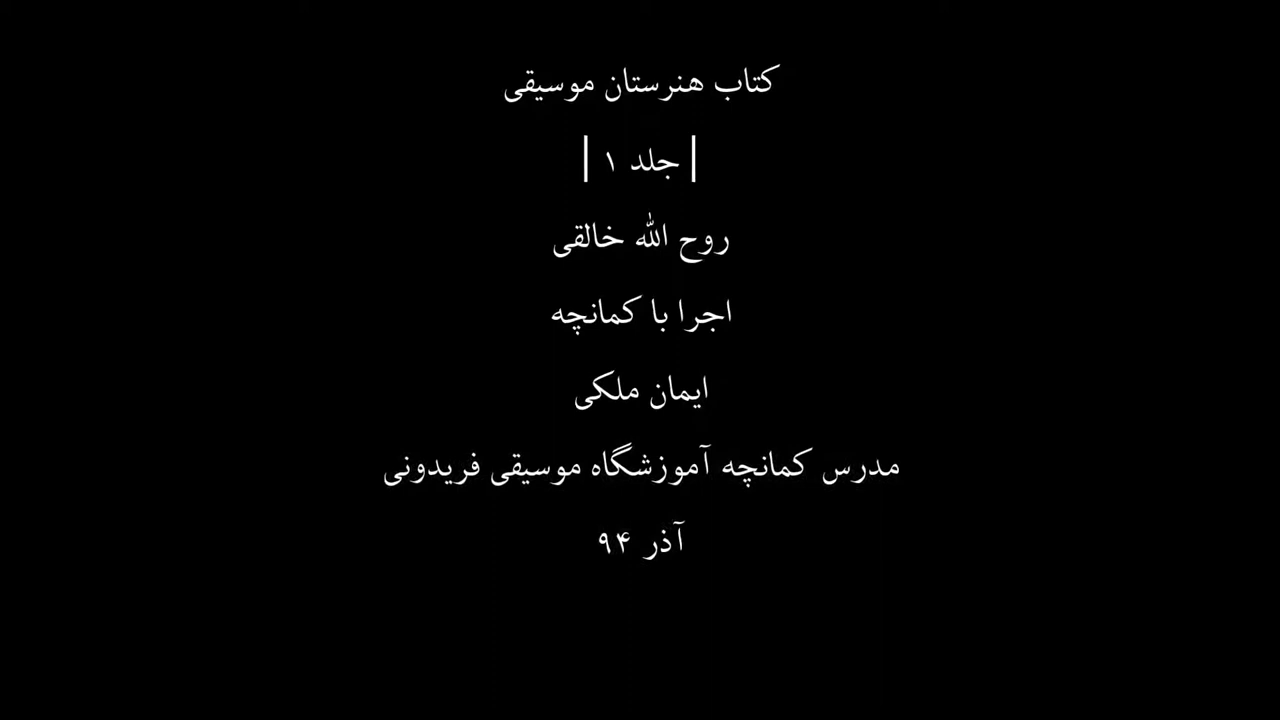 کتاب هنرستان موسیقی
| جلد ۱ |
روح الله خالقی
اجرا با کمانچه
ایمان ملکی
مدرس کمانچه آموزشگاه موسیقی فریدونی
آذر ۹۴